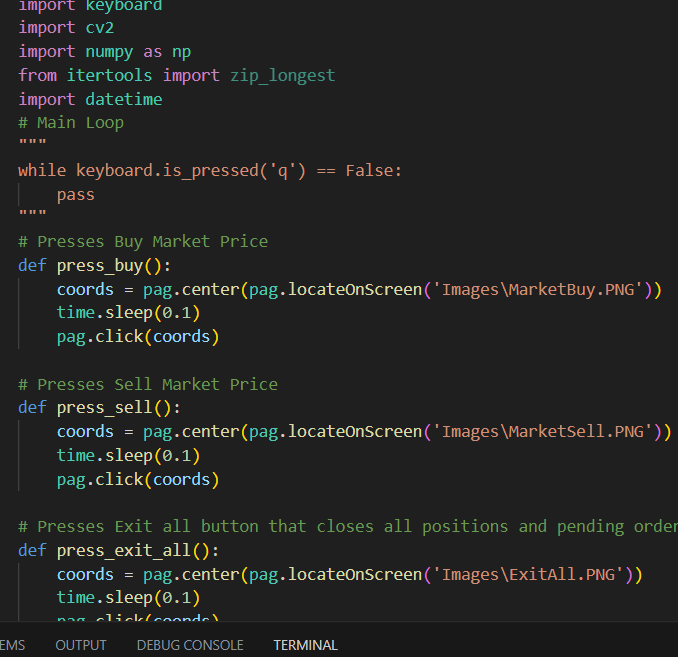 import keyboard
import cv2
import numpy as np
from itertools import zip_longest
import datetime
# Main Loop
"""
while keyboard.is_pressed('q') == False:
    pass
"""
# Presses Buy Market Price
def press_buy():
    coords = pag.center(pag.locateOnScreen('Images\MarketBuy.PNG'))
    time.sleep(0.1)
    pag.click(coords)

# Presses Sell Market Price
def press_sell():
    coords = pag.center(pag.locateOnScreen('Images\MarketSell.PNG'))
    time.sleep(0.1)
    pag.click(coords)

# Presses Exit all button that closes all positions and pending order
def press_exit_all():
    coords = pag.center(pag.locateOnScreen('Images\ExitAll.PNG'))
    time.sleep(0.1)
    pag.click(coords)
EMS OUTPUT DEBUG CONSOLE TERMINAL